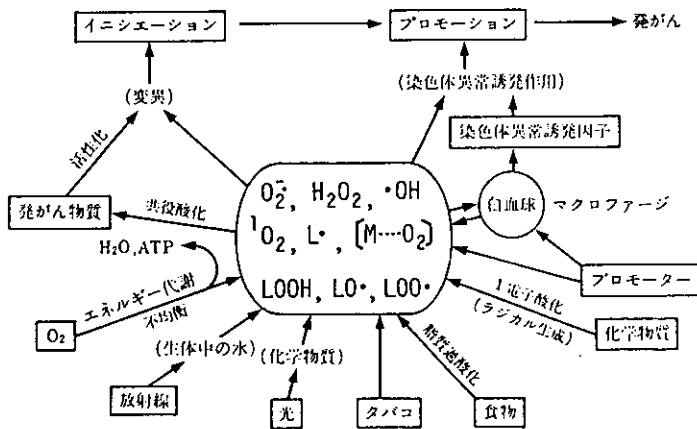 イニシエーション
プロモーション
発がん
(変異)
(染色体異常誘発作用)
活性化
染色体異常誘発因子
発がん物質
共役酸化
O₂⁻·, H₂O₂, ·OH
¹O₂, L·, [M----O₂]
LOOH, LO·, LOO·
白血球
マクロファージ
H₂O,ATP
エネルギー代謝
不均衡
O₂
プロモーター
1電子酸化
(ラジカル生成)
化学物質
(生体中の水)
(化学物質)
脂質過酸化
放射線
光
タバコ
食物